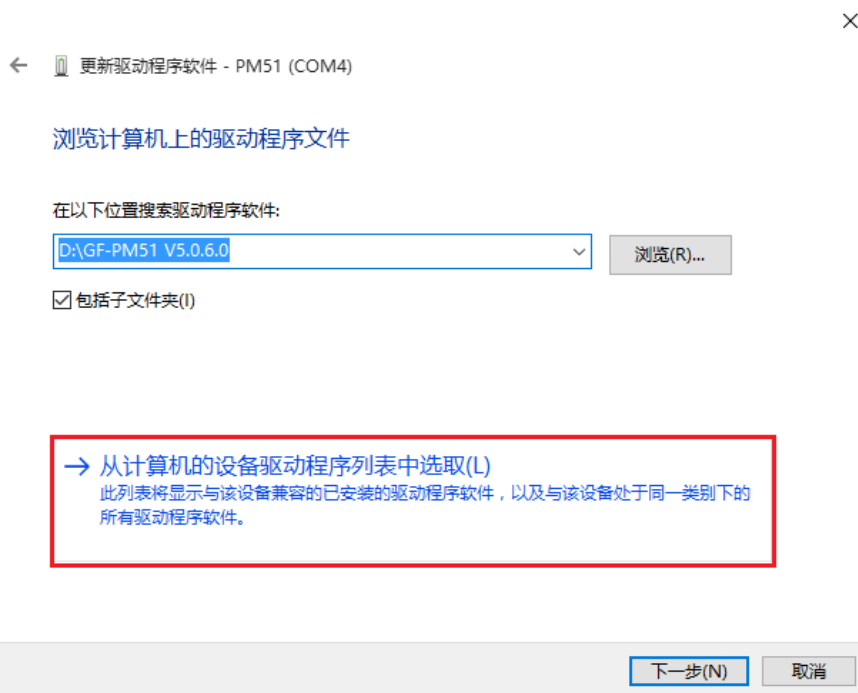 更新驱动程序软件 - PM51 (COM4)
浏览计算机上的驱动程序文件
在以下位置搜索驱动程序软件:
D:\GF-PM51 V5.0.6.0
浏览(R)...
包括子文件夹(I)
从计算机的设备驱动程序列表中选取(L)
此列表将显示与该设备兼容的已安装的驱动程序软件，以及与该设备处于同一类别下的
所有驱动程序软件。
下一步(N)
取消